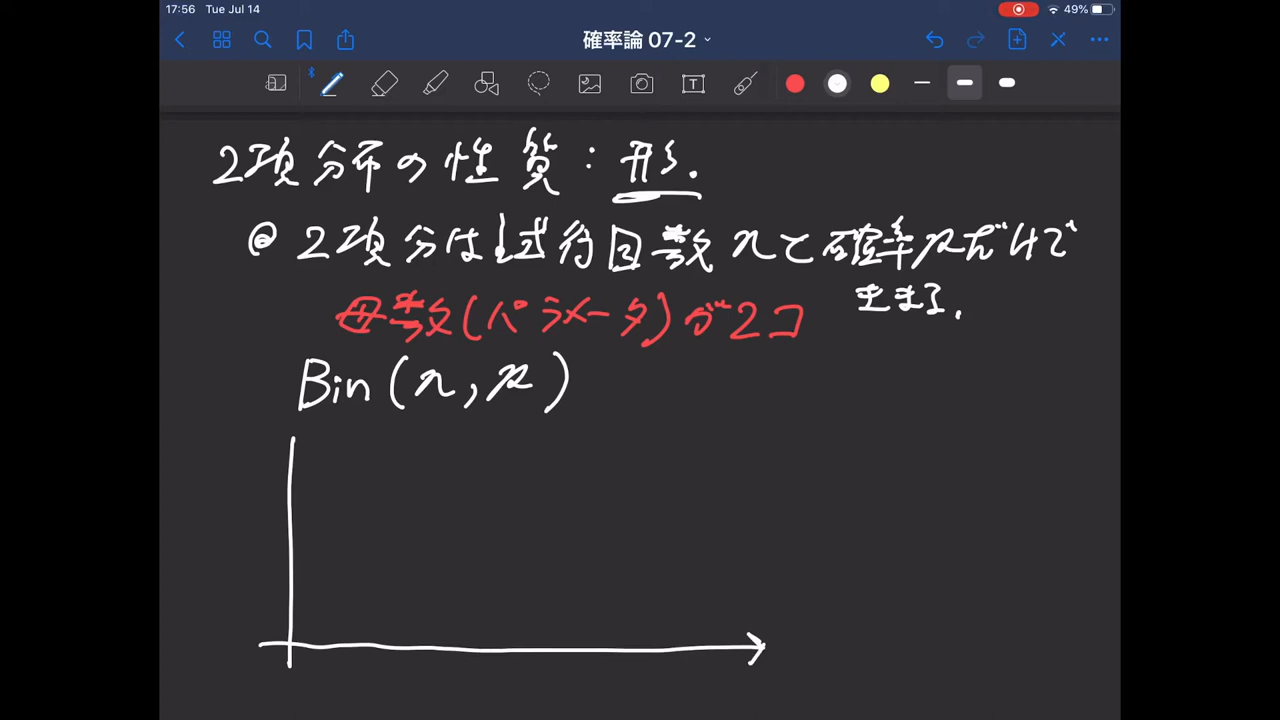 17:56 Tue Jul 14
49%
確率論 07-2
2項分布の性質：形.
@ 2項分は試行回数 n と確率 p だけで
きまる.
母数(パラメータ)が2コ
Bin(n, p)